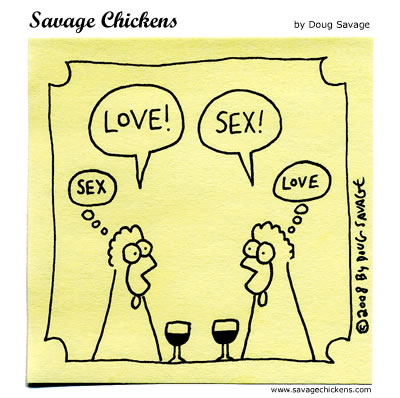 Savage Chickens
by Doug Savage
LOVE!
SEX!
SEX
LOVE
©2008 BY DOUG SAVAGE
www.savagechickens.com